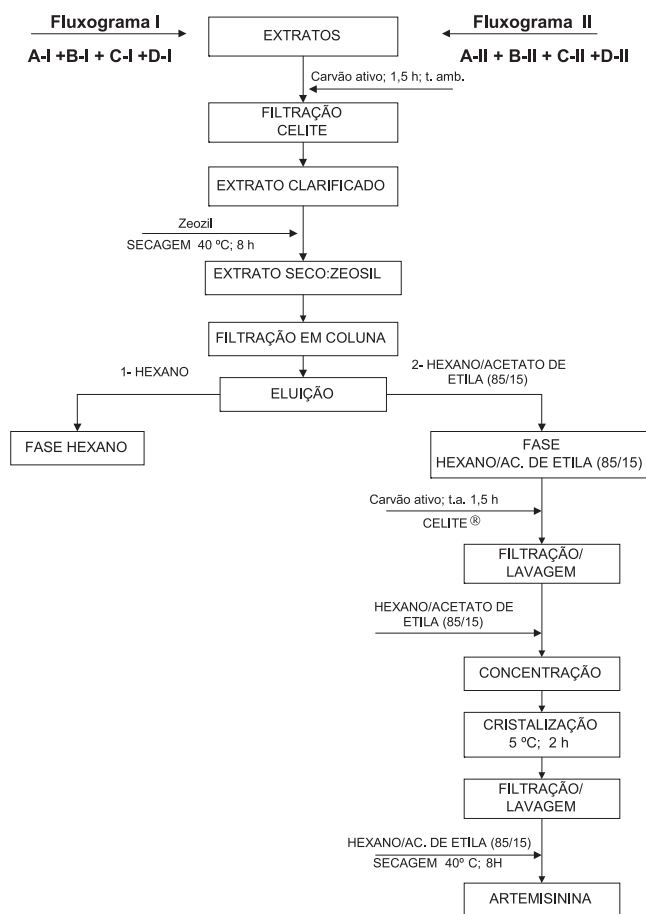 Fluxograma I
A-I +B-I + C-I +D-I
EXTRATOS
Fluxograma II
A-II + B-II + C-II +D-II
Carvão ativo; 1,5 h; t. amb.
FILTRAÇÃO
CELITE
EXTRATO CLARIFICADO
Zeozil
SECAGEM 40 ºC; 8 h
EXTRATO SECO:ZEOSIL
FILTRAÇÃO EM COLUNA
1- HEXANO
2- HEXANO/ACETATO DE
ETILA (85/15)
ELUIÇÃO
FASE HEXANO
FASE
HEXANO/AC. DE ETILA (85/15)
Carvão ativo; t.a. 1,5 h
CELITE ®
FILTRAÇÃO/
LAVAGEM
HEXANO/ACETATO DE
ETILA (85/15)
CONCENTRAÇÃO
CRISTALIZAÇÃO
5 ºC; 2 h
FILTRAÇÃO/
LAVAGEM
HEXANO/AC. DE ETILA (85/15)
SECAGEM 40º C; 8H
ARTEMISININA